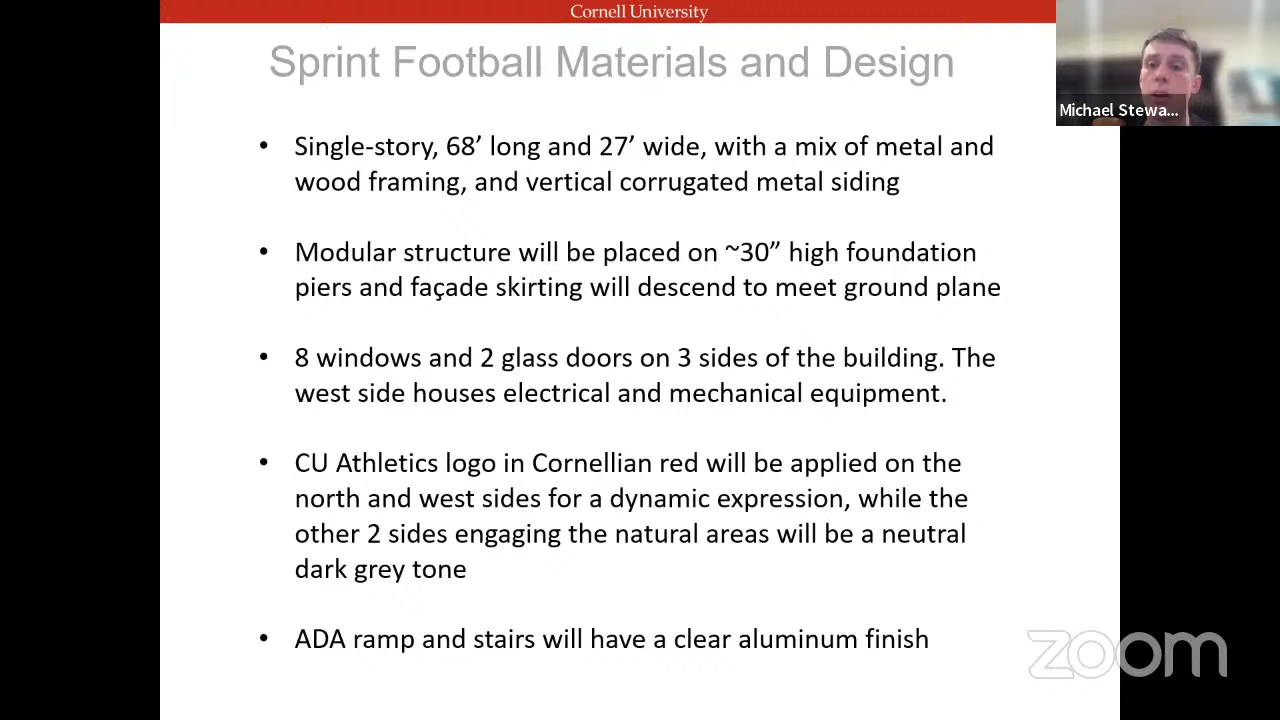 Cornell University
Sprint Football Materials and Design
Michael Stewa...
• Single-story, 68’ long and 27’ wide, with a mix of metal and
wood framing, and vertical corrugated metal siding
• Modular structure will be placed on ~30” high foundation
piers and façade skirting will descend to meet ground plane
• 8 windows and 2 glass doors on 3 sides of the building. The
west side houses electrical and mechanical equipment.
• CU Athletics logo in Cornellian red will be applied on the
north and west sides for a dynamic expression, while the
other 2 sides engaging the natural areas will be a neutral
dark grey tone
• ADA ramp and stairs will have a clear aluminum finish
zoom